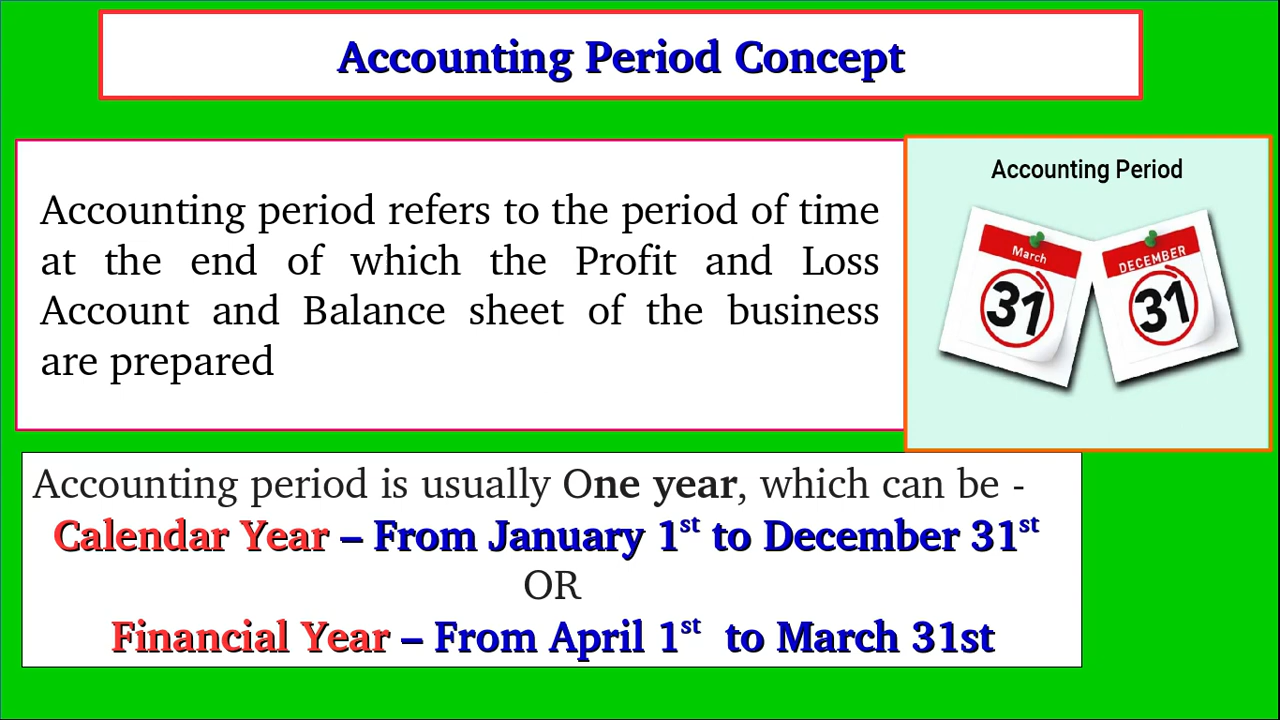 Accounting Period Concept
Accounting period refers to the period of time
at the end of which the Profit and Loss
Account and Balance sheet of the business
are prepared
Accounting Period
March
31
DECEMBER
31
Accounting period is usually One year, which can be -
Calendar Year – From January 1st to December 31st
OR
Financial Year – From April 1st to March 31st